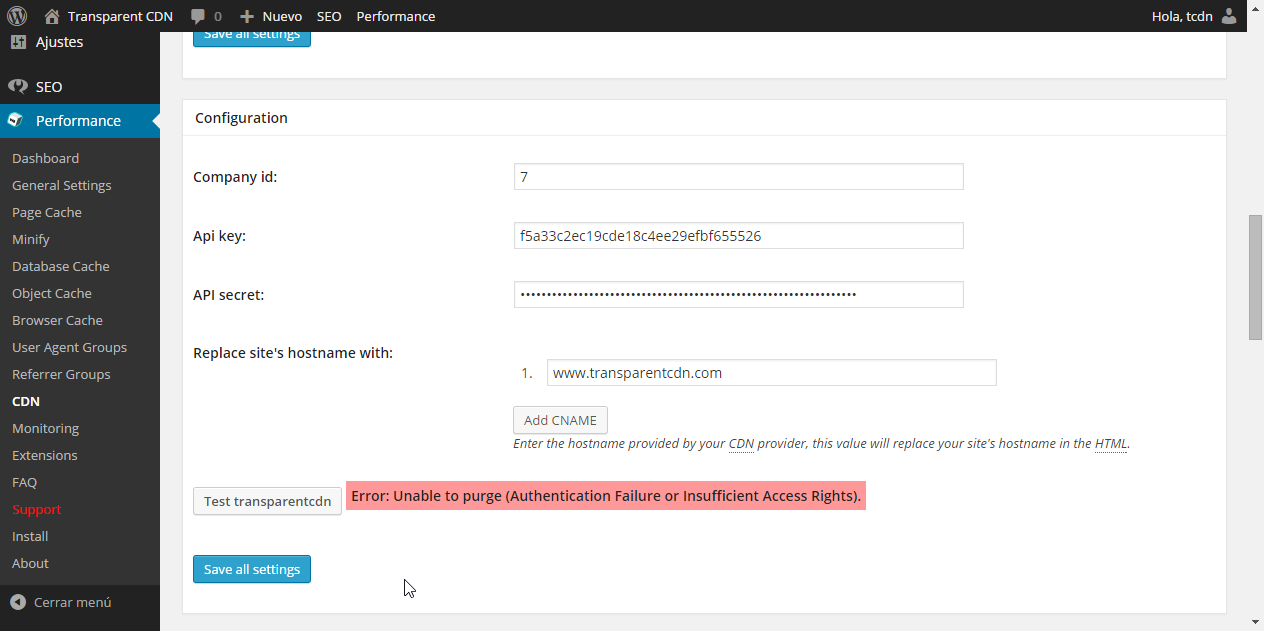 Transparent CDN 0 Nuevo SEO Performance Hola, tcdn
Ajustes
SEO
Performance
Dashboard
General Settings
Page Cache
Minify
Database Cache
Object Cache
Browser Cache
User Agent Groups
Referrer Groups
CDN
Monitoring
Extensions
FAQ
Support
Install
About
Cerrar menú
Save all settings
Configuration
Company id: 7
Api key: f5a33c2ec19cde18c4ee29efbf655526
API secret: ••••••••••••••••••••••••••••••••••••••••••••••••••••••••••••••••
Replace site's hostname with:
1. www.transparentcdn.com
Add CNAME
Enter the hostname provided by your CDN provider, this value will replace your site's hostname in the HTML.
Test transparentcdn Error: Unable to purge (Authentication Failure or Insufficient Access Rights).
Save all settings